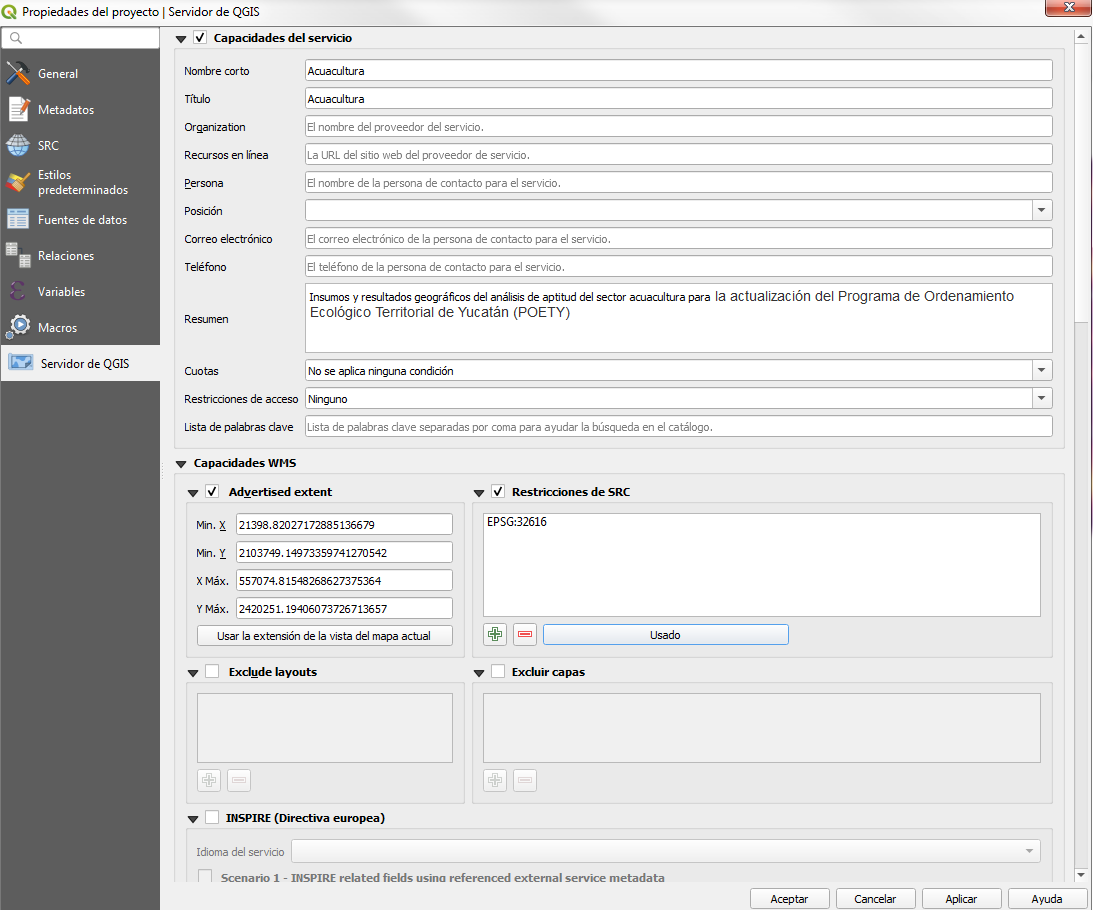 Propiedades del proyecto | Servidor de QGIS
General
Metadatos
SRC
Estilos
predeterminados
Fuentes de datos
Relaciones
Variables
Macros
Servidor de QGIS
Capacidades del servicio
Nombre corto Acuacultura
Título Acuacultura
Organization El nombre del proveedor del servicio.
Recursos en línea La URL del sitio web del proveedor de servicio.
Persona El nombre de la persona de contacto para el servicio.
Posición
Correo electrónico El correo electrónico de la persona de contacto para el servicio.
Teléfono El teléfono de la persona de contacto para el servicio.
Resumen
Insumos y resultados geográficos del análisis de aptitud del sector acuacultura para la actualización del Programa de Ordenamiento
Ecológico Territorial de Yucatán (POETY)
Cuotas No se aplica ninguna condición
Restricciones de acceso Ninguno
Lista de palabras clave Lista de palabras clave separadas por coma para ayudar la búsqueda en el catálogo.
Capacidades WMS
Advertised extent
Min. X 21398.82027172885136679
Min. Y 2103749.14973359741270542
X Máx. 557074.81548268627375364
Y Máx. 2420251.19406073726713657
Usar la extensión de la vista del mapa actual
Restricciones de SRC
EPSG:32616
Usado
Exclude layouts
Excluir capas
INSPIRE (Directiva europea)
Idioma del servicio
Scenario 1 - INSPIRE related fields using referenced external service metadata
Aceptar Cancelar Aplicar Ayuda